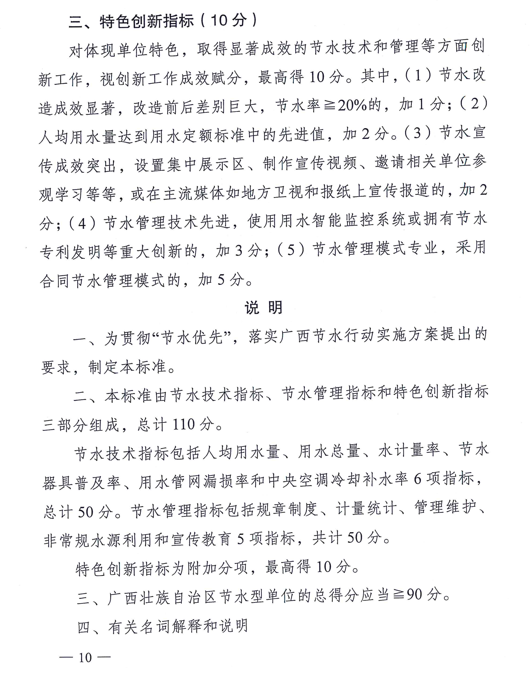 三、特色创新指标（10 分）
对体现单位特色，取得显著成效的节水技术和管理等方面创
新工作，视创新工作成效赋分，最高得 10 分。其中，（1）节水改
造成效显著，改造前后差别巨大，节水率≧20%的，加 1 分；（2）
人均用水量达到用水定额标准中的先进值，加 2 分。（3）节水宣
传成效突出，设置集中展示区、制作宣传视频、邀请相关单位参
观学习等等，或在主流媒体如地方卫视和报纸上宣传报道的，加 2
分；（4）节水管理技术先进，使用用水智能监控系统或拥有节水
专利发明等重大创新的，加 3 分；（5）节水管理模式专业，采用
合同节水管理模式的，加 5 分。
说 明
一、为贯彻“节水优先”，落实广西节水行动实施方案提出的
要求，制定本标准。
二、本标准由节水技术指标、节水管理指标和特色创新指标
三部分组成，总计 110 分。
节水技术指标包括人均用水量、用水总量、水计量率、节水
器具普及率、用水管网漏损率和中央空调冷却补水率 6 项指标，
总计 50 分。节水管理指标包括规章制度、计量统计、管理维护、
非常规水源利用和宣传教育 5 项指标，共计 50 分。
特色创新指标为附加分项，最高得 10 分。
三、广西壮族自治区节水型单位的总得分应当≧90 分。
四、有关名词解释和说明
— 10 —